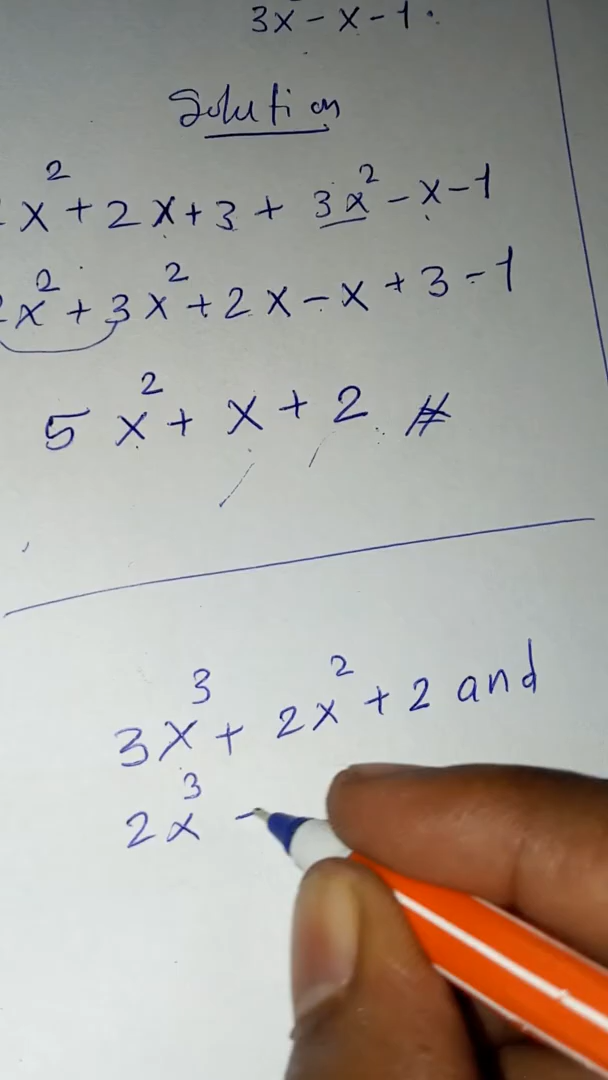 3x - x - 1.
Solution
x² + 2x + 3 + 3x² - x - 1
2x² + 3x² + 2x - x + 3 - 1
5x² + x + 2 #
3x³ + 2x² + 2 and
2x³ -